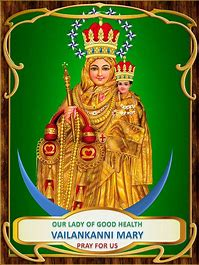 OUR LADY OF GOOD HEALTH
VAILANKANNI MARY
PRAY FOR US